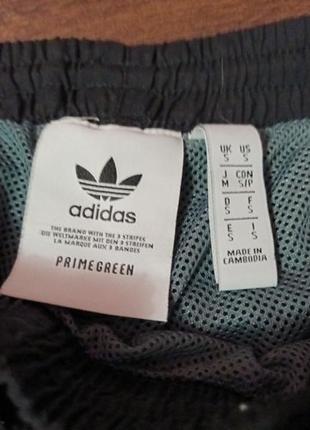 adidas
THE BRAND WITH THE 3 STRIPES
DIE WELTMARKE MIT DEN 3 STREIFEN
LA MARQUE AUX 3 BANDES
PRIMEGREEN
UK US
S S
J CON
M S/P
D F
S S
E I
S S
MADE IN
CAMBODIA